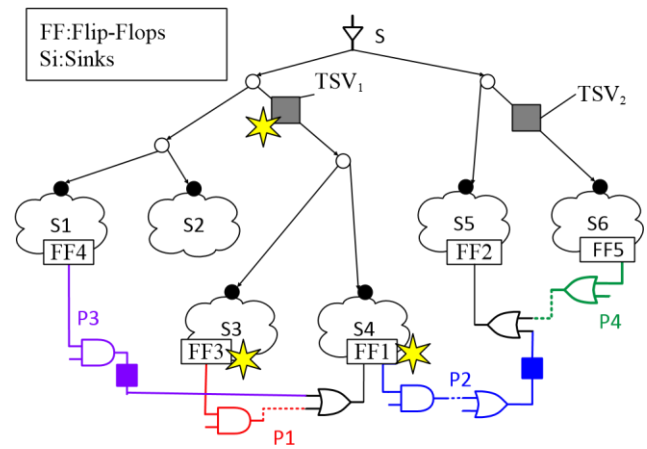 FF:Flip-Flops
Si:Sinks
S
TSV₁
TSV₂
S1
FF4
S2
S5
FF2
S6
FF5
P3
S3
FF3
S4
FF1
P4
P2
P1